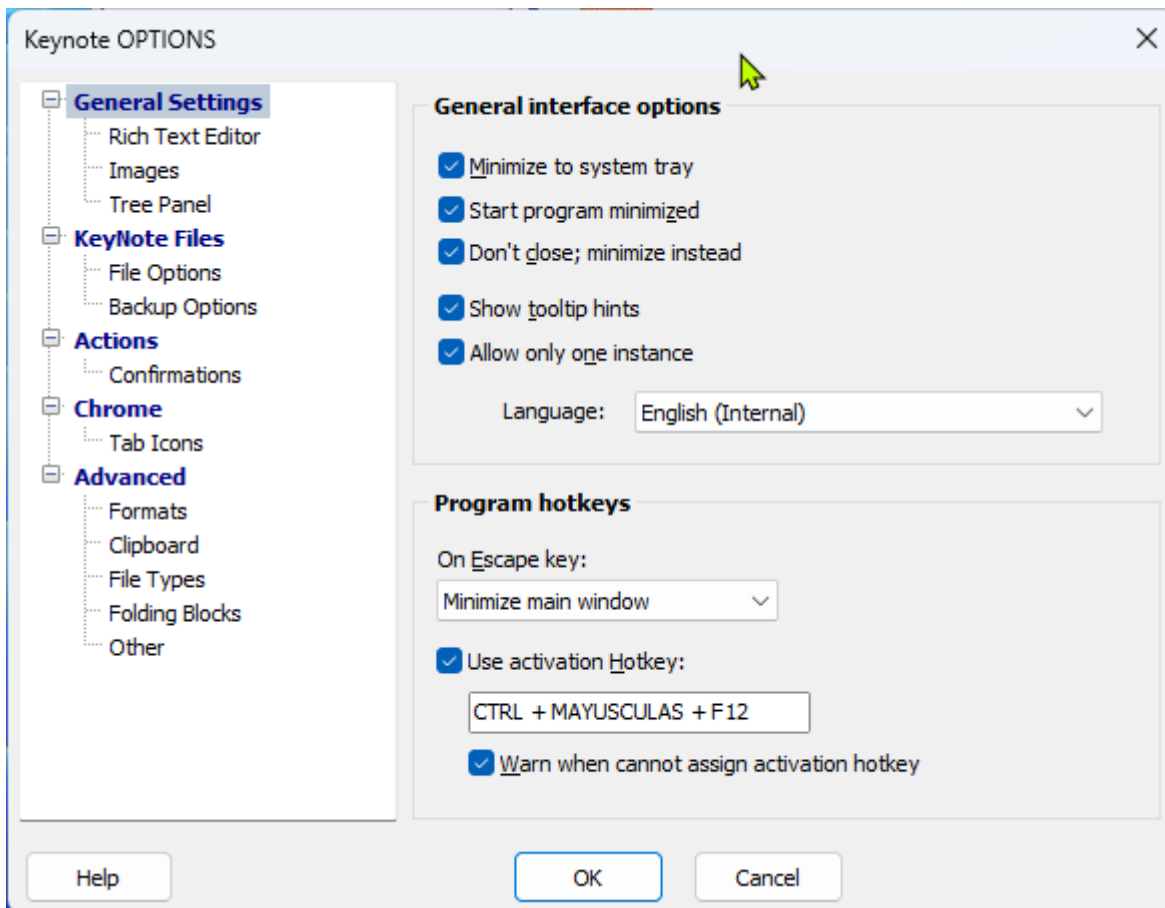 Keynote OPTIONS
General Settings
Rich Text Editor
Images
Tree Panel
KeyNote Files
File Options
Backup Options
Actions
Confirmations
Chrome
Tab Icons
Advanced
Formats
Clipboard
File Types
Folding Blocks
Other
General interface options
Minimize to system tray
Start program minimized
Don't close; minimize instead
Show tooltip hints
Allow only one instance
Language: English (Internal)
Program hotkeys
On Escape key:
Minimize main window
Use activation Hotkey:
CTRL + MAYUSCULAS + F12
Warn when cannot assign activation hotkey
Help OK Cancel